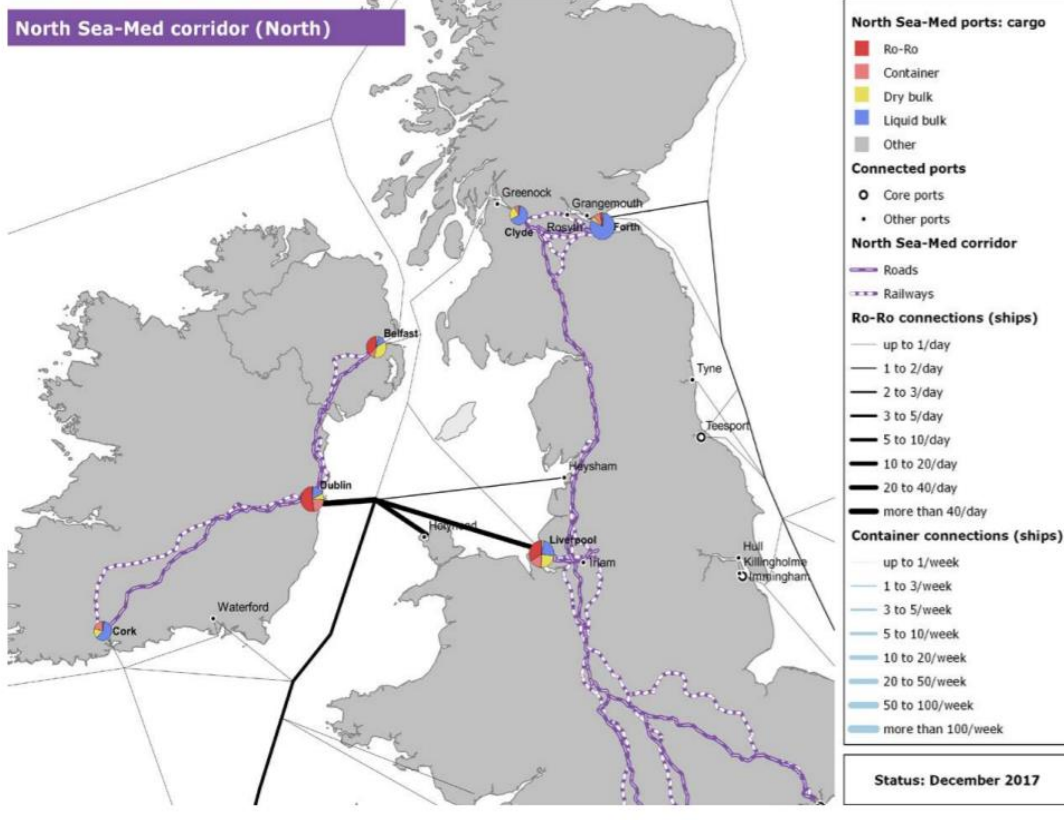 North Sea-Med corridor (North)
Greenock
Grangemouth
Clyde
Rosyth
Forth
Belfast
Tyne
Teesport
Dublin
Heysham
Holyhead
Liverpool
Irlam
Hull
Killingholme
Immingham
Waterford
Cork
North Sea-Med ports: cargo
Ro-Ro
Container
Dry bulk
Liquid bulk
Other
Connected ports
Core ports
Other ports
North Sea-Med corridor
Roads
Railways
Ro-Ro connections (ships)
up to 1/day
1 to 2/day
2 to 3/day
3 to 5/day
5 to 10/day
10 to 20/day
20 to 40/day
more than 40/day
Container connections (ships)
up to 1/week
1 to 3/week
3 to 5/week
5 to 10/week
10 to 20/week
20 to 50/week
50 to 100/week
more than 100/week
Status: December 2017